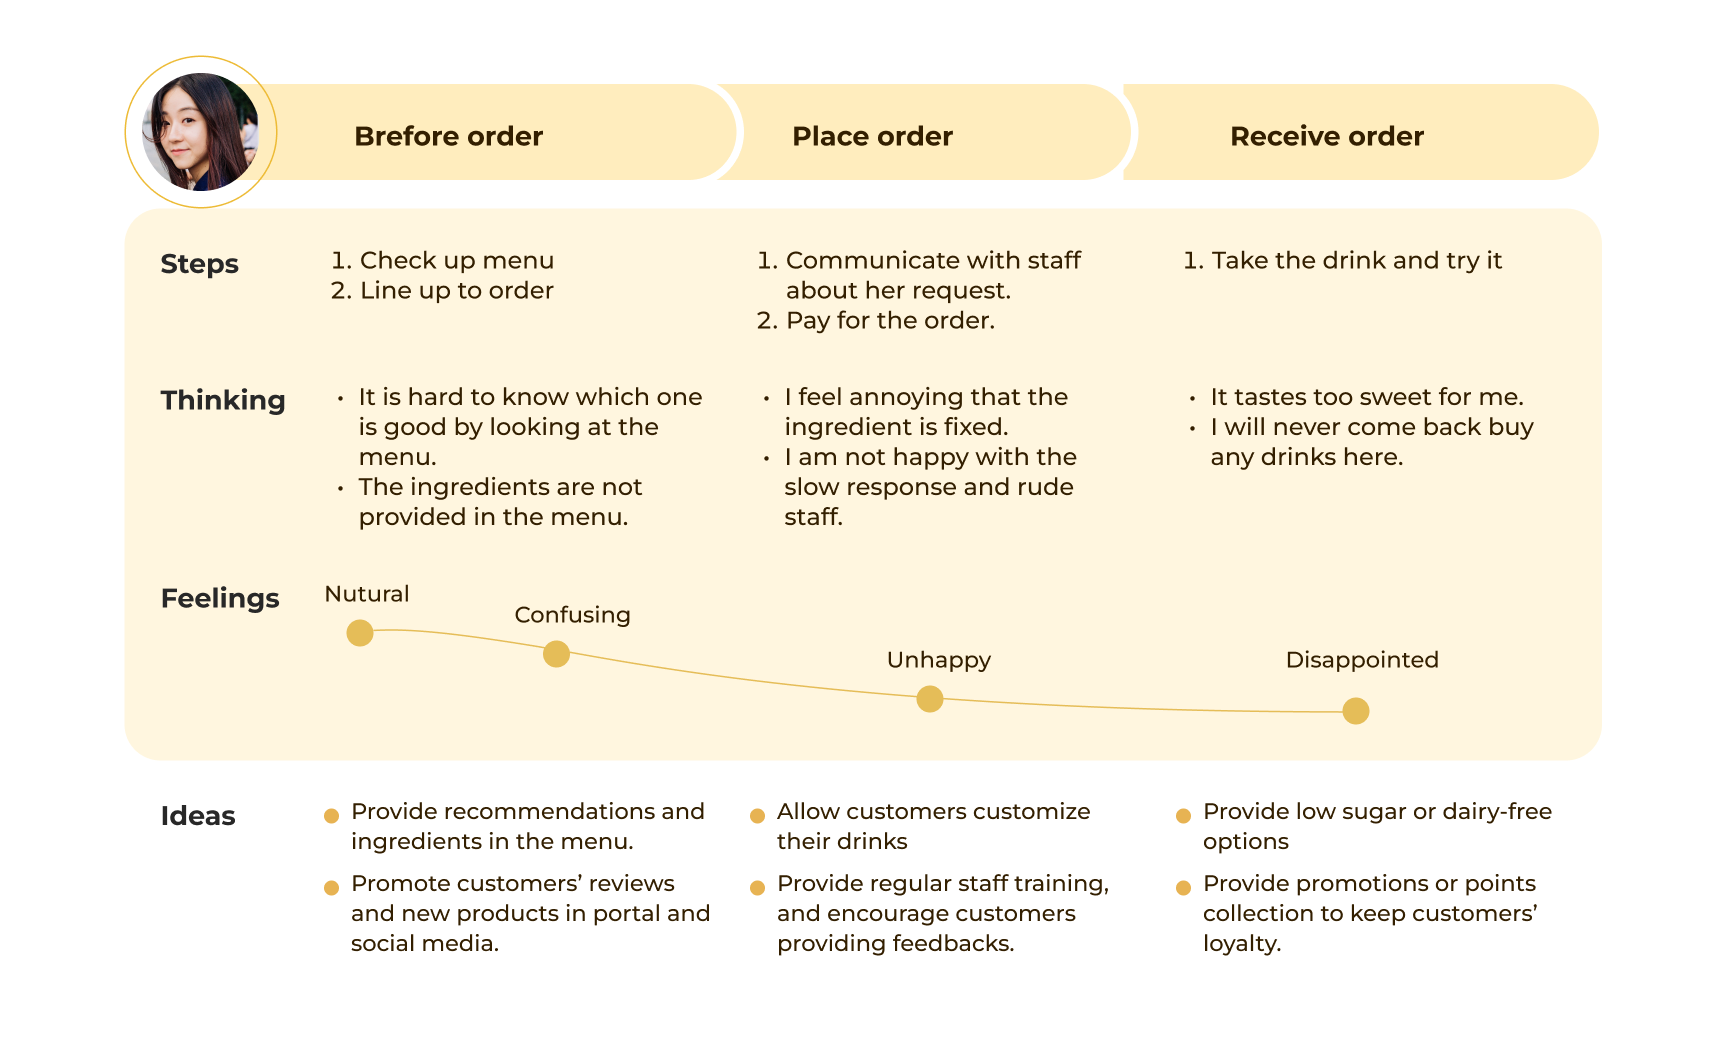 Brefore order
Place order
Receive order
Steps
1. Check up menu
2. Line up to order
1. Communicate with staff
about her request.
2. Pay for the order.
1. Take the drink and try it
Thinking
• It is hard to know which one
is good by looking at the
menu.
• The ingredients are not
provided in the menu.
• I feel annoying that the
ingredient is fixed.
• I am not happy with the
slow response and rude
staff.
• It tastes too sweet for me.
• I will never come back buy
any drinks here.
Feelings
Nutural
Confusing
Unhappy
Disappointed
Ideas
Provide recommendations and
ingredients in the menu.
Promote customers’ reviews
and new products in portal and
social media.
Allow customers customize
their drinks
Provide regular staff training,
and encourage customers
providing feedbacks.
Provide low sugar or dairy-free
options
Provide promotions or points
collection to keep customers’
loyalty.